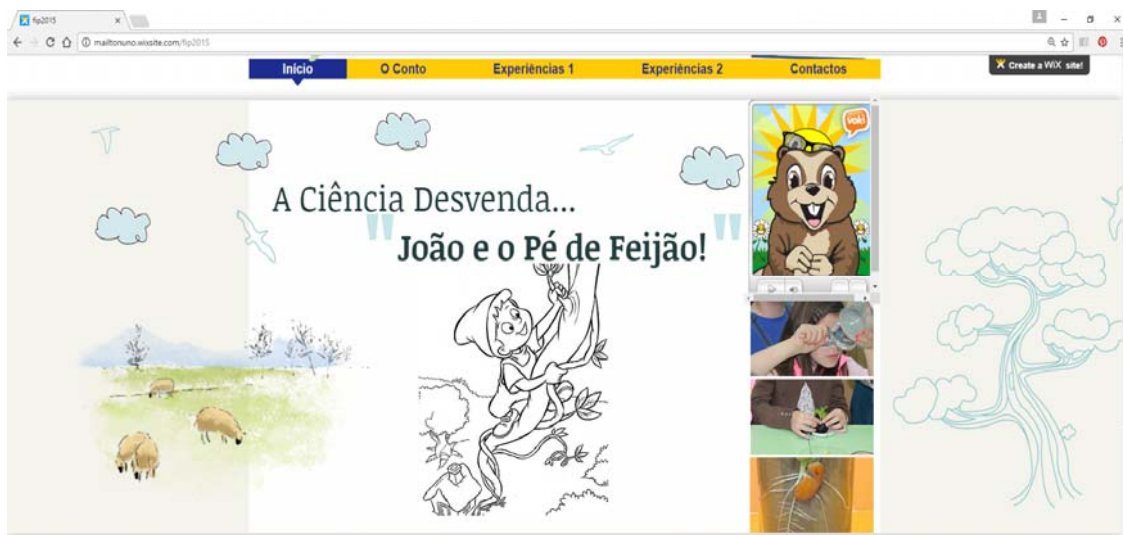 fip2015
mailtonuno.wixsite.com/fip2015
Início O Conto Experiências 1 Experiências 2 Contactos
Create a WiX site!
voki
A Ciência Desvenda...
"João e o Pé de Feijão!"